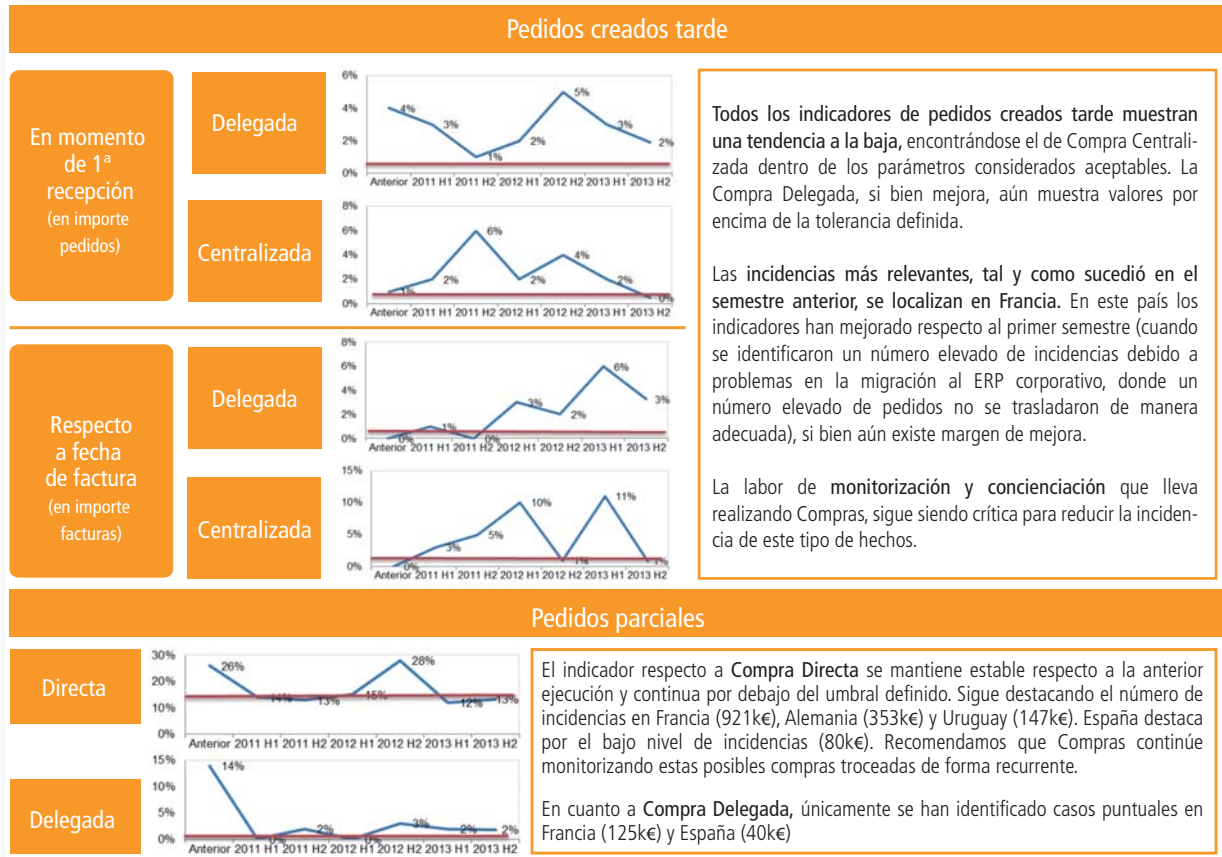 Pedidos creados tarde
En momento
de 1ª
recepción
(en importe
pedidos)
Delegada
6%
4%
2%
0%
4%
3%
1%
2%
5%
3%
2%
Anterior 2011 H1 2011 H2 2012 H1 2012 H2 2013 H1 2013 H2
Centralizada
8%
6%
4%
2%
0%
1%
2%
6%
2%
4%
2%
0%
Anterior 2011 H1 2011 H2 2012 H1 2012 H2 2013 H1 2013 H2
Respecto
a fecha
de factura
(en importe
facturas)
Delegada
8%
6%
4%
2%
0%
0%
1%
0%
3%
2%
6%
3%
Anterior 2011 H1 2011 H2 2012 H1 2012 H2 2013 H1 2013 H2
Centralizada
15%
10%
5%
0%
0%
3%
5%
10%
1%
11%
1%
Anterior 2011 H1 2011 H2 2012 H1 2012 H2 2013 H1 2013 H2
Todos los indicadores de pedidos creados tarde muestran
una tendencia a la baja, encontrándose el de Compra Centrali-
zada dentro de los parámetros considerados aceptables. La
Compra Delegada, si bien mejora, aún muestra valores por
encima de la tolerancia definida.
Las incidencias más relevantes, tal y como sucedió en el
semestre anterior, se localizan en Francia. En este país los
indicadores han mejorado respecto al primer semestre (cuando
se identificaron un número elevado de incidencias debido a
problemas en la migración al ERP corporativo, donde un
número elevado de pedidos no se trasladaron de manera
adecuada), si bien aún existe margen de mejora.
La labor de monitorización y concienciación que lleva
realizando Compras, sigue siendo crítica para reducir la inciden-
cia de este tipo de hechos.
Pedidos parciales
Directa
30%
20%
10%
0%
26%
14%
13%
15%
28%
12%
13%
Anterior 2011 H1 2011 H2 2012 H1 2012 H2 2013 H1 2013 H2
Delegada
15%
10%
5%
0%
14%
0%
2%
0%
3%
2%
2%
Anterior 2011 H1 2011 H2 2012 H1 2012 H2 2013 H1 2013 H2
El indicador respecto a Compra Directa se mantiene estable respecto a la anterior
ejecución y continua por debajo del umbral definido. Sigue destacando el número de
incidencias en Francia (921k€), Alemania (353k€) y Uruguay (147k€). España destaca
por el bajo nivel de incidencias (80k€). Recomendamos que Compras continúe
monitorizando estas posibles compras troceadas de forma recurrente.
En cuanto a Compra Delegada, únicamente se han identificado casos puntuales en
Francia (125k€) y España (40k€)